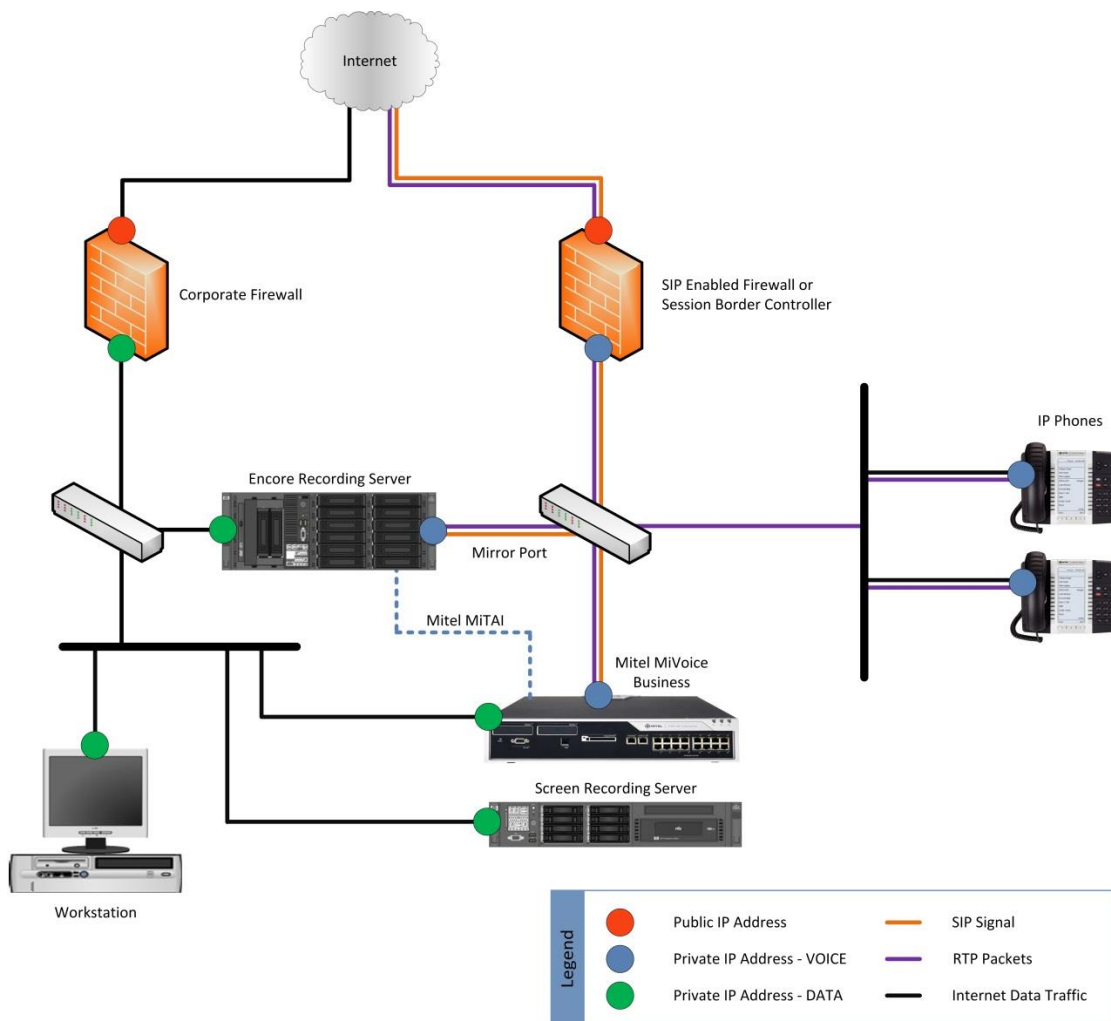 Internet
Corporate Firewall
SIP Enabled Firewall or
Session Border Controller
IP Phones
Encore Recording Server
Mirror Port
Mitel MiTAI
Mitel MiVoice
Business
Screen Recording Server
Workstation
Legend
Public IP Address
SIP Signal
Private IP Address - VOICE
RTP Packets
Private IP Address - DATA
Internet Data Traffic